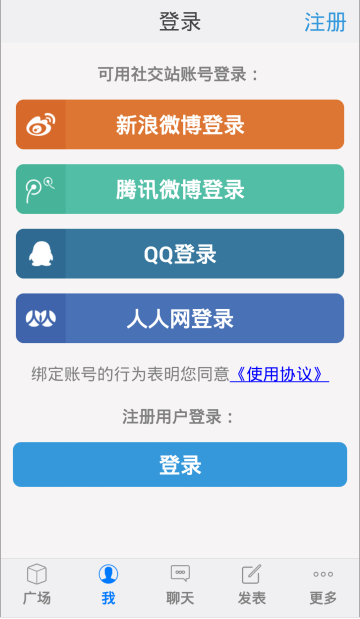 登录
注册
可用社交站账号登录：
新浪微博登录
腾讯微博登录
QQ登录
人人网登录
绑定账号的行为表明您同意《使用协议》
注册用户登录：
登录
广场
我
聊天
发表
更多